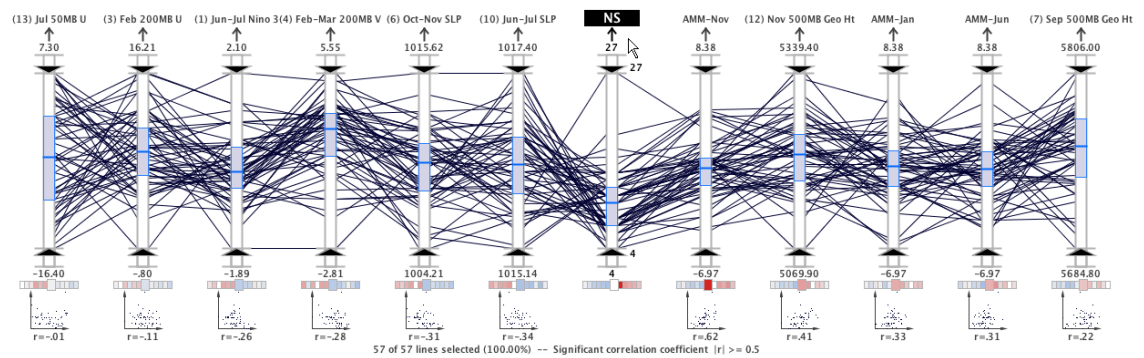 (13) Jul 50MB U (3) Feb 200MB U (1) Jun-Jul Nino 3(4) Feb-Mar 200MB V (6) Oct-Nov SLP (10) Jun-Jul SLP NS AMM-Nov (12) Nov 500MB Geo Ht AMM-Jan AMM-Jun (7) Sep 500MB Geo Ht
7.30 16.21 2.10 5.55 1015.62 1017.40 27 8.38 5339.40 8.38 8.38 5806.00
27
4
-16.40 -.80 -1.89 -2.81 1004.21 1015.14 4 -6.97 5069.90 -6.97 -6.97 5684.80
r=-.01 r=-.11 r=-.26 r=-.28 r=-.31 r=-.34 r=.62 r=.41 r=.33 r=.31 r=.22
57 of 57 lines selected (100.00%) -- Significant correlation coefficient |r| >= 0.5